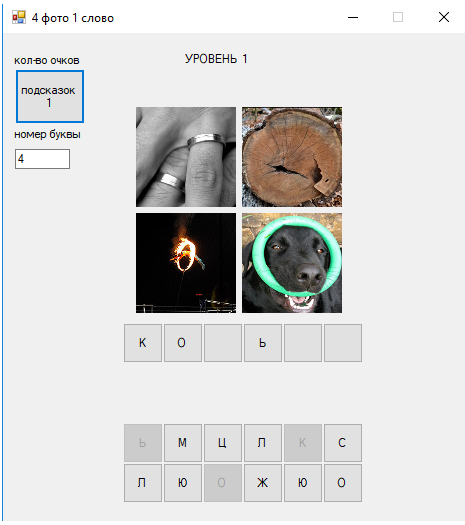 4 фото 1 слово
кол-во очков
УРОВЕНЬ 1
подсказок
1
номер буквы
4
К О Ь
Ь М Ц Л К С
Л Ю О Ж Ю О